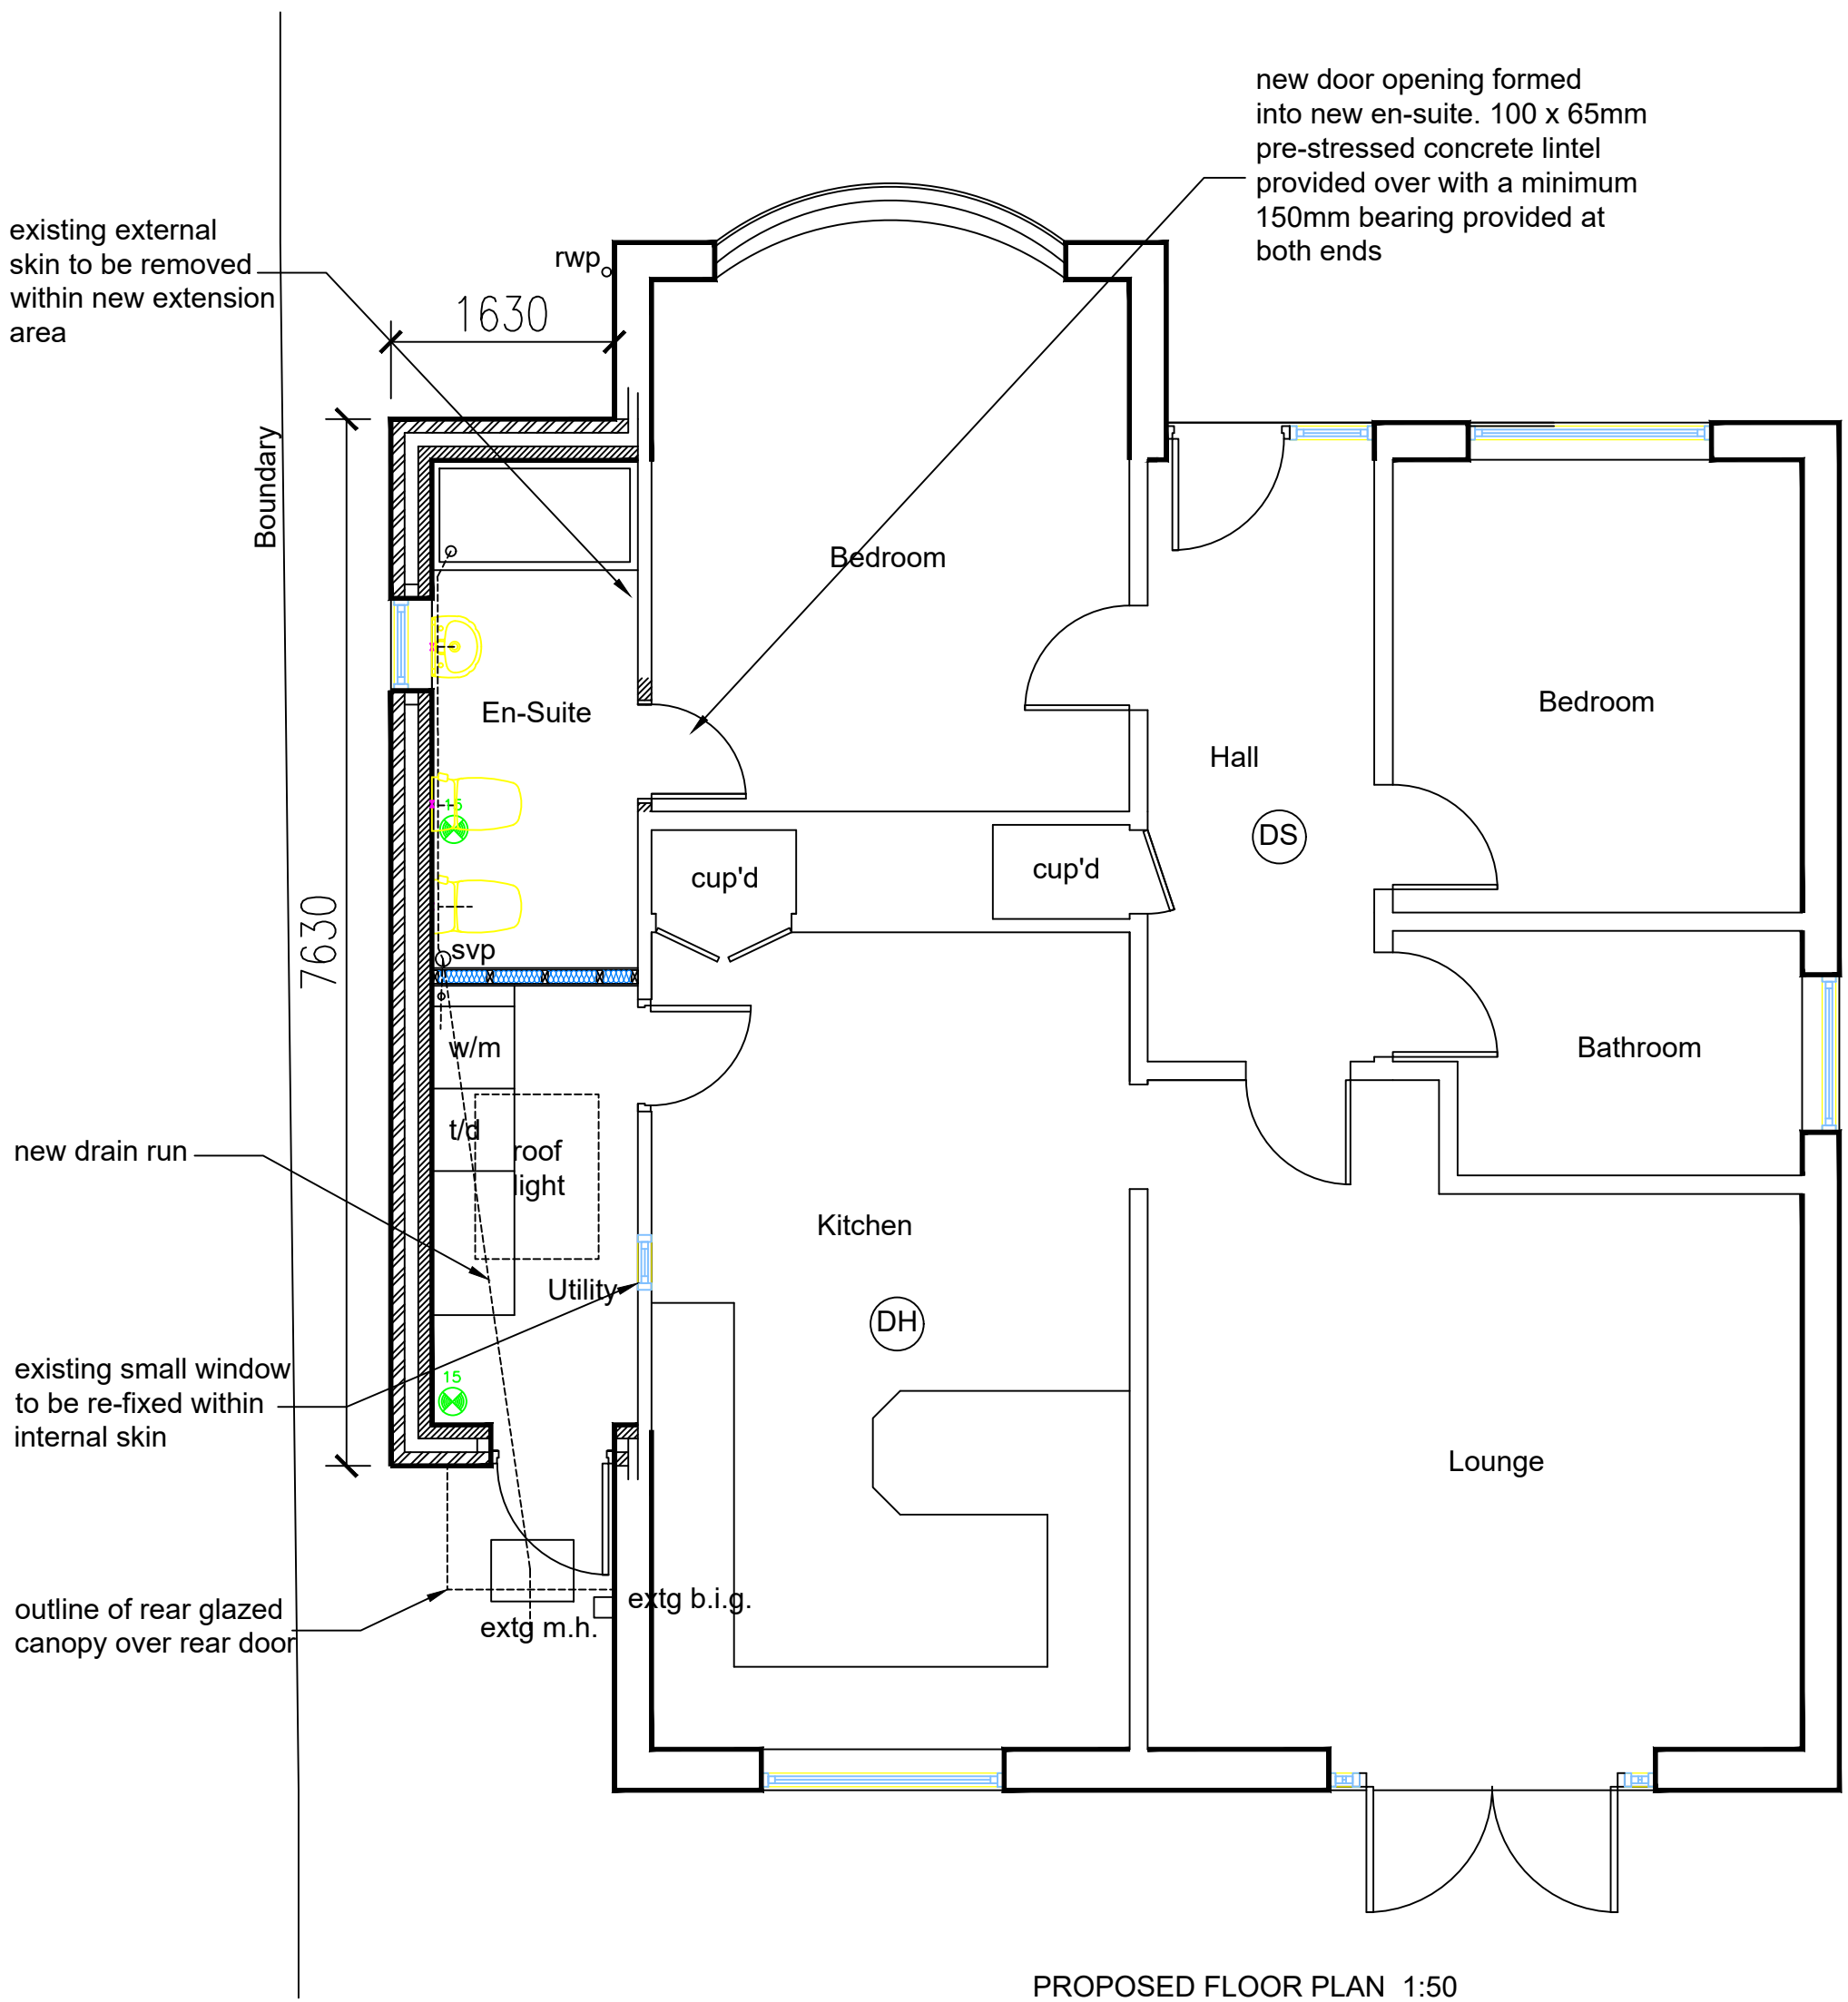 new door opening formed
into new en-suite. 100 x 65mm
pre-stressed concrete lintel
provided over with a minimum
150mm bearing provided at
both ends
existing external
skin to be removed
within new extension
area
rwp
1630
Boundary
Bedroom
En-Suite
Bedroom
Hall
15
DS
cup'd
cup'd
7630
svp
w/m
Bathroom
t/d
roof
light
new drain run
Kitchen
Utility
DH
existing small window
to be re-fixed within
internal skin
15
Lounge
outline of rear glazed
canopy over rear door
extg b.i.g.
extg m.h.
PROPOSED FLOOR PLAN 1:50